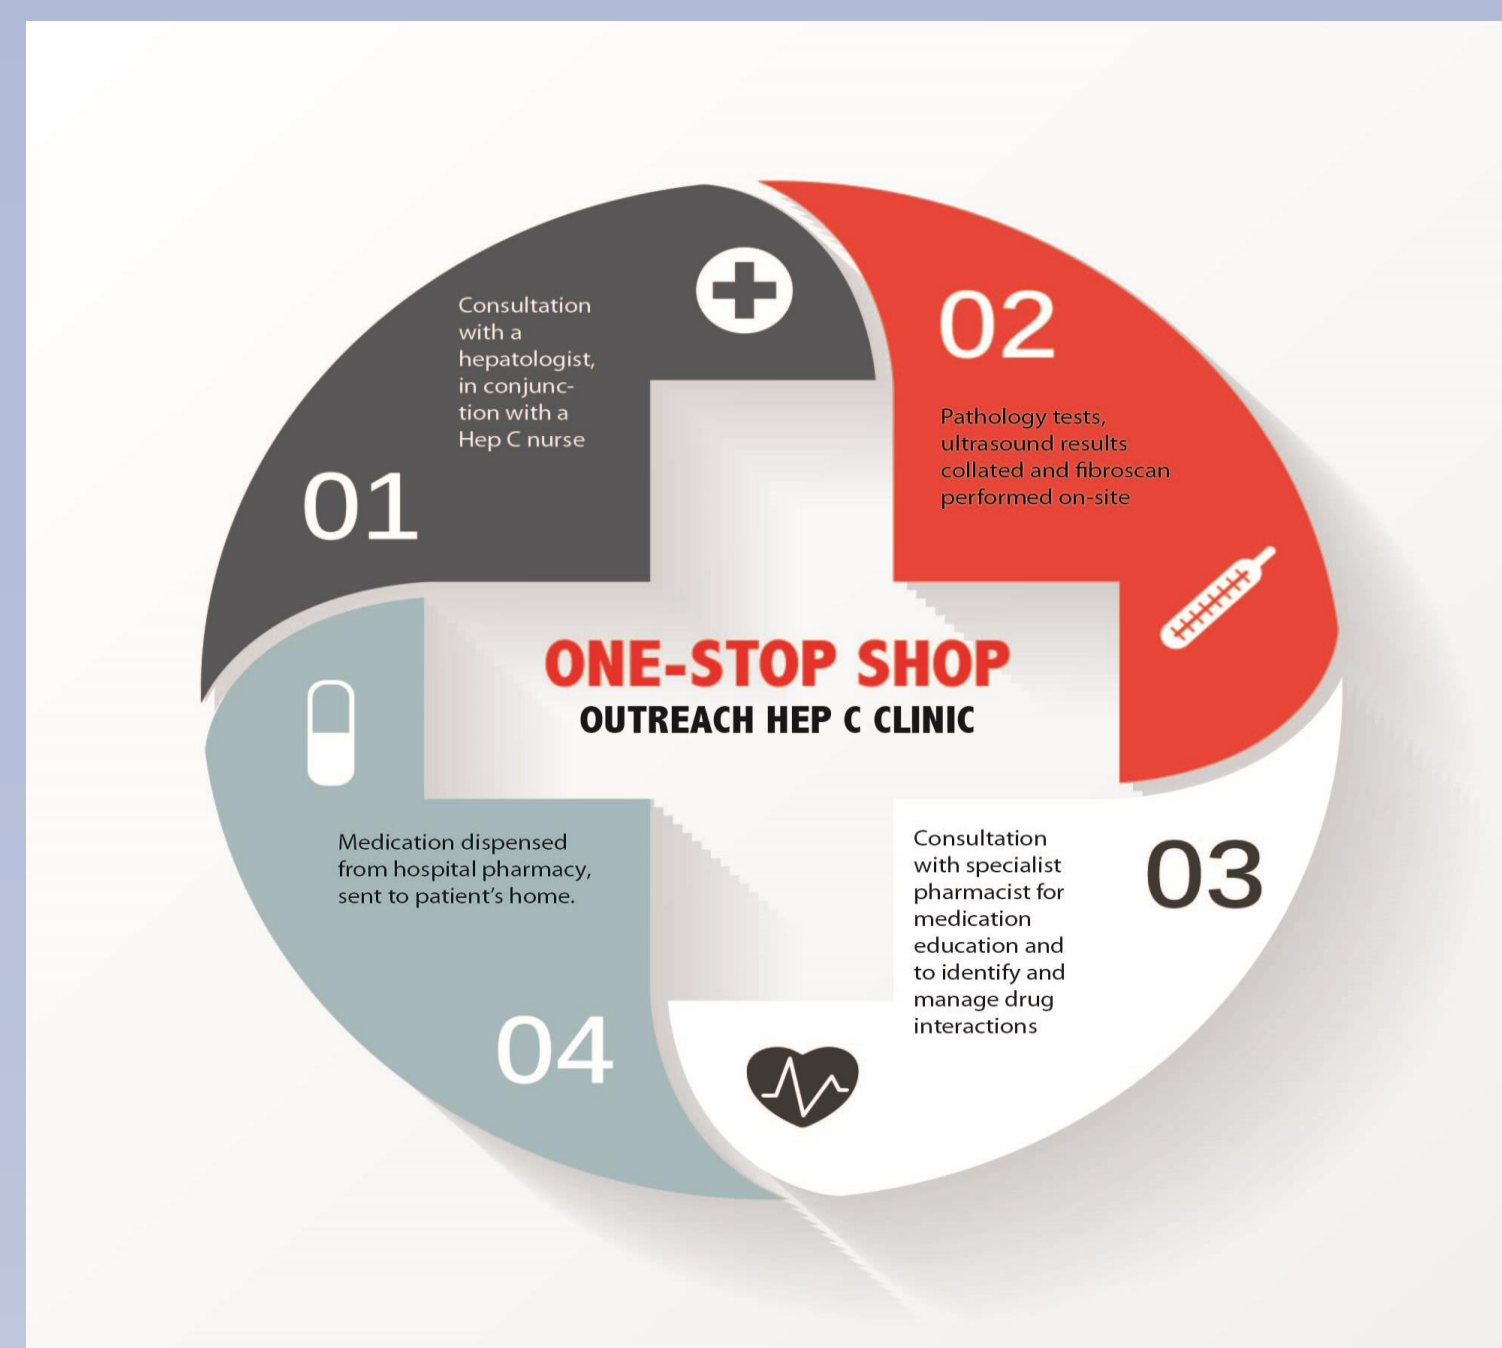 Consultation
with a
hepatologist,
in conjunc-
tion with a
Hep C nurse
01
02
Pathology tests,
ultrasound results
collated and fibroscan
performed on-site
ONE-STOP SHOP
OUTREACH HEP C CLINIC
Consultation
with specialist
pharmacist for
medication
education and
to identify and
manage drug
interactions
03
Medication dispensed
from hospital pharmacy,
sent to patient’s home.
04